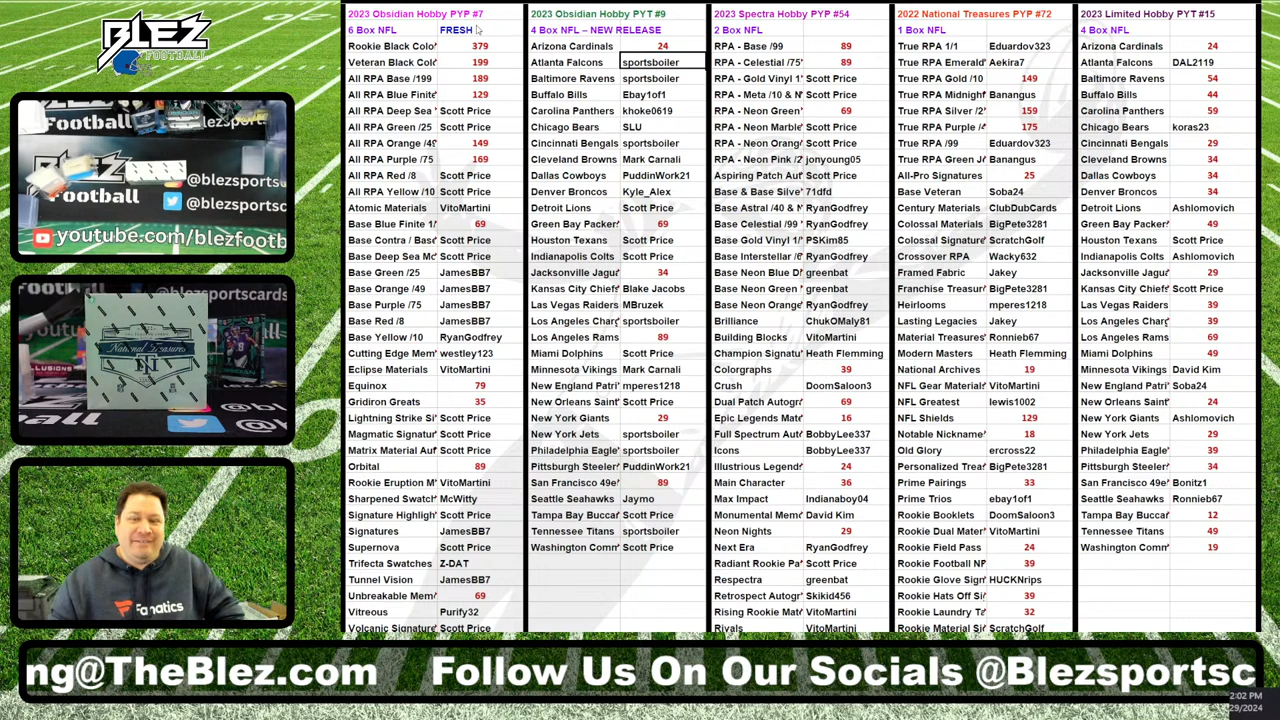 BLEZ
FOOTBALL
2023 Obsidian Hobby PYP #7
6 Box NFL FRESH
Rookie Black Colo 379
Veteran Black Col 199
All RPA Base /199 189
All RPA Blue Finite 129
All RPA Deep Sea Scott Price
All RPA Green /25 Scott Price
All RPA Orange /49 149
All RPA Purple /75 169
All RPA Red /8 Scott Price
All RPA Yellow /10 Scott Price
Atomic Materials VitoMartini
Base Blue Finite 1/ 69
Base Contra / Base Scott Price
Base Deep Sea Mo Scott Price
Base Green /25 JamesBB7
Base Orange /49 JamesBB7
Base Purple /75 JamesBB7
Base Red /8 JamesBB7
Base Yellow /10 RyanGodfrey
Cutting Edge Mem westley123
Eclipse Materials VitoMartini
Equinox 79
Gridiron Greats 35
Lightning Strike Si Scott Price
Magmatic Signatur Scott Price
Matrix Material Aut Scott Price
Orbital 89
Rookie Eruption M VitoMartini
Sharpened Swatch McWitty
Signature Highligh Scott Price
Signatures JamesBB7
Supernova Scott Price
Trifecta Swatches Z-DAT
Tunnel Vision JamesBB7
Unbreakable Mem 69
Vitreous Purify32
Volcanic Signature Scott Price
2023 Obsidian Hobby PYT #9
4 Box NFL – NEW RELEASE
Arizona Cardinals 24
Atlanta Falcons sportsboiler
Baltimore Ravens sportsboiler
Buffalo Bills Ebay1of1
Carolina Panthers khoke0619
Chicago Bears SLU
Cincinnati Bengals sportsboiler
Cleveland Browns Mark Carnali
Dallas Cowboys PuddinWork21
Denver Broncos Kyle_Alex
Detroit Lions Scott Price
Green Bay Packer 69
Houston Texans Scott Price
Indianapolis Colts Scott Price
Jacksonville Jagua 34
Kansas City Chiefs Blake Jacobs
Las Vegas Raiders MBruzek
Los Angeles Charg sportsboiler
Los Angeles Rams 89
Miami Dolphins Scott Price
Minnesota Vikings Mark Carnali
New England Patri mperes1218
New Orleans Saint Scott Price
New York Giants 29
New York Jets sportsboiler
Philadelphia Eagle sportsboiler
Pittsburgh Steeler PuddinWork21
San Francisco 49e 89
Seattle Seahawks Jaymo
Tampa Bay Buccan Scott Price
Tennessee Titans sportsboiler
Washington Comm Scott Price
2023 Spectra Hobby PYP #54
2 Box NFL
RPA - Base /99 89
RPA - Celestial /75 89
RPA - Gold Vinyl 1 Scott Price
RPA - Meta /10 & N Scott Price
RPA - Neon Green 69
RPA - Neon Marble Scott Price
RPA - Neon Orang Scott Price
RPA - Neon Pink /2 jonyoung05
Aspiring Patch Aut Scott Price
Base & Base Silve 71dfd
Base Astral /40 & N RyanGodfrey
Base Celestial /99 RyanGodfrey
Base Gold Vinyl 1/ PSKim85
Base Interstellar /6 RyanGodfrey
Base Neon Blue D greenbat
Base Neon Green greenbat
Base Neon Orange RyanGodfrey
Brilliance ChukOMaly81
Building Blocks VitoMartini
Champion Signatu Heath Flemming
Colorgraphs 39
Crush DoomSaloon3
Dual Patch Autogr 69
Epic Legends Mate 16
Full Spectrum Aut BobbyLee337
Icons BobbyLee337
Illustrious Legend 24
Main Character 36
Max Impact Indianaboy04
Monumental Mem David Kim
Neon Nights 29
Next Era RyanGodfrey
Radiant Rookie Pa Scott Price
Respectra greenbat
Retrospect Autogr Skikid456
Rising Rookie Mat VitoMartini
Rivals VitoMartini
2022 National Treasures PYP #72
1 Box NFL
True RPA 1/1 Eduardov323
True RPA Emerald Aekira7
True RPA Gold /10 149
True RPA Midnigh Banangus
True RPA Silver /2 159
True RPA Purple / 175
True RPA /99 Eduardov323
True RPA Green J Banangus
All-Pro Signatures 25
Base Veteran Soba24
Century Materials ClubDubCards
Colossal Materials BigPete3281
Colossal Signature ScratchGolf
Crossover RPA Wacky632
Framed Fabric Jakey
Franchise Treasur BigPete3281
Heirlooms mperes1218
Lasting Legacies Jakey
Material Treasures Ronnieb67
Modern Masters Heath Flemming
National Archives 19
NFL Gear Material VitoMartini
NFL Greatest lewis1002
NFL Shields 129
Notable Nickname 18
Old Glory ercross22
Personalized Trea BigPete3281
Prime Pairings 33
Prime Trios ebay1of1
Rookie Booklets DoomSaloon3
Rookie Dual Mater VitoMartini
Rookie Field Pass 24
Rookie Football NF 39
Rookie Glove Sign HUCKNrips
Rookie Hats Off Si 39
Rookie Laundry Ta 32
Rookie Material Si ScratchGolf
2023 Limited Hobby PYT #15
4 Box NFL
Arizona Cardinals 24
Atlanta Falcons DAL2119
Baltimore Ravens 54
Buffalo Bills 44
Carolina Panthers 59
Chicago Bears koras23
Cincinnati Bengals 29
Cleveland Browns 34
Dallas Cowboys 34
Denver Broncos 34
Detroit Lions Ashlomovich
Green Bay Packer 49
Houston Texans Scott Price
Indianapolis Colts Scott Price
Jacksonville Jagua 29
Kansas City Chiefs Scott Price
Las Vegas Raiders 39
Los Angeles Charg 39
Los Angeles Rams 69
Miami Dolphins 49
Minnesota Vikings David Kim
New England Patri Soba24
New Orleans Saint 24
New York Giants Ashlomovich
New York Jets 29
Philadelphia Eagle 39
Pittsburgh Steeler 34
San Francisco 49e Bonitz1
Seattle Seahawks Ronnieb67
Tampa Bay Buccan 12
Tennessee Titans 49
Washington Comm 19
Football
Football
@blezsports
@blezsportsc
youtube.com/blezfootb
@blezsportscards
National Treasures
NT
ILLUSIONS
all
Fanatics
ng@TheBlez.com Follow Us On Our Socials @Blezsportsc
2:02 PM
29/2024